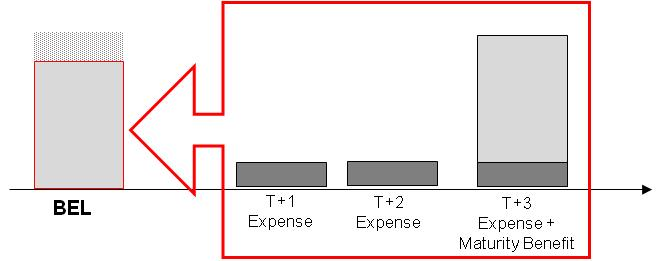 BEL
T+1
Expense
T+2
Expense
T+3
Expense +
Maturity Benefit